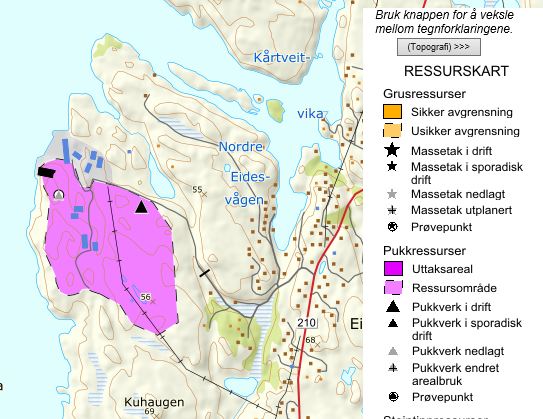 Bruk knappen for å veksle
mellom tegnforklaringene.
(Topografi) >>>
RESSURSKART
Grusressurser
Sikker avgrensning
Usikker avgrensning
Massetak i drift
Massetak i sporadisk
drift
Massetak nedlagt
Massetak utplanert
Prøvepunkt
Pukkressurser
Uttaksareal
Ressursområde
Pukkverk i drift
Pukkverk i sporadisk
drift
Pukkverk nedlagt
Pukkverk endret
arealbruk
Prøvepunkt
Kårtveit-
vika
Nordre
Eides-
vågen
55
56
210
Ei
68
Kuhaugen
69
a